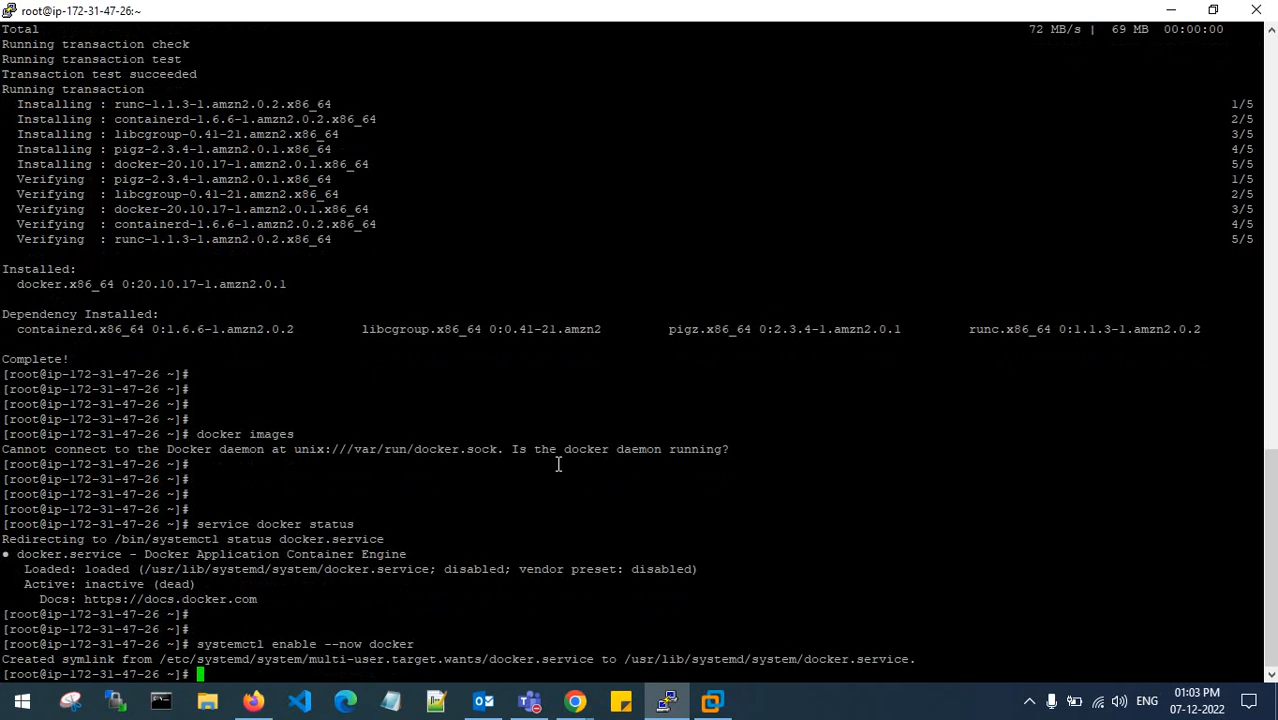 root@ip-172-31-47-26:~
Total 72 MB/s | 69 MB 00:00:00
Running transaction check
Running transaction test
Transaction test succeeded
Running transaction
Installing : runc-1.1.3-1.amzn2.0.2.x86_64 1/5
Installing : containerd-1.6.6-1.amzn2.0.2.x86_64 2/5
Installing : libcgroup-0.41-21.amzn2.x86_64 3/5
Installing : pigz-2.3.4-1.amzn2.0.1.x86_64 4/5
Installing : docker-20.10.17-1.amzn2.0.1.x86_64 5/5
Verifying : pigz-2.3.4-1.amzn2.0.1.x86_64 1/5
Verifying : libcgroup-0.41-21.amzn2.x86_64 2/5
Verifying : docker-20.10.17-1.amzn2.0.1.x86_64 3/5
Verifying : containerd-1.6.6-1.amzn2.0.2.x86_64 4/5
Verifying : runc-1.1.3-1.amzn2.0.2.x86_64 5/5
Installed:
docker.x86_64 0:20.10.17-1.amzn2.0.1
Dependency Installed:
containerd.x86_64 0:1.6.6-1.amzn2.0.2 libcgroup.x86_64 0:0.41-21.amzn2 pigz.x86_64 0:2.3.4-1.amzn2.0.1 runc.x86_64 0:1.1.3-1.amzn2.0.2
Complete!
[root@ip-172-31-47-26 ~]#
[root@ip-172-31-47-26 ~]#
[root@ip-172-31-47-26 ~]#
[root@ip-172-31-47-26 ~]#
[root@ip-172-31-47-26 ~]# docker images
Cannot connect to the Docker daemon at unix:///var/run/docker.sock. Is the docker daemon running?
[root@ip-172-31-47-26 ~]#
[root@ip-172-31-47-26 ~]#
[root@ip-172-31-47-26 ~]#
[root@ip-172-31-47-26 ~]#
[root@ip-172-31-47-26 ~]# service docker status
Redirecting to /bin/systemctl status docker.service
● docker.service - Docker Application Container Engine
Loaded: loaded (/usr/lib/systemd/system/docker.service; disabled; vendor preset: disabled)
Active: inactive (dead)
Docs: https://docs.docker.com
[root@ip-172-31-47-26 ~]#
[root@ip-172-31-47-26 ~]#
[root@ip-172-31-47-26 ~]# systemctl enable --now docker
Created symlink from /etc/systemd/system/multi-user.target.wants/docker.service to /usr/lib/systemd/system/docker.service.
[root@ip-172-31-47-26 ~]#
ENG
01:03 PM
07-12-2022